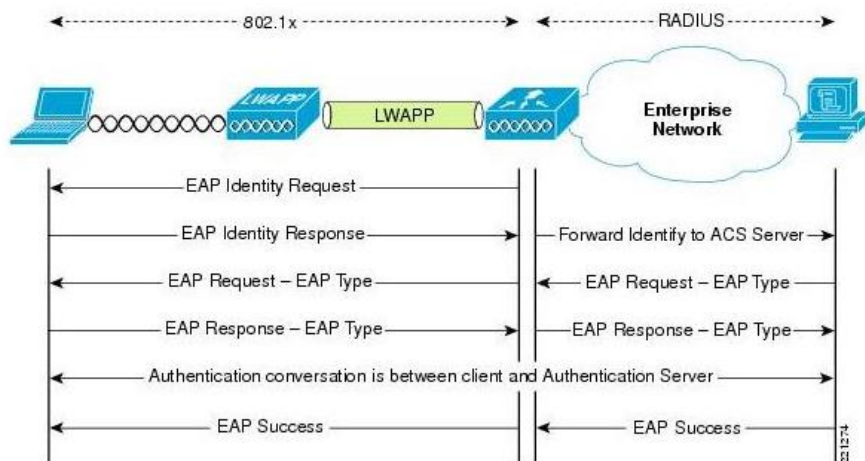 802.1x
RADIUS
LWAPP
LWAPP
Enterprise
Network
EAP Identity Request
EAP Identity Response
Forward Identify to ACS Server
EAP Request – EAP Type
EAP Request – EAP Type
EAP Response – EAP Type
EAP Response – EAP Type
Authentication conversation is between client and Authentication Server
EAP Success
EAP Success
221274